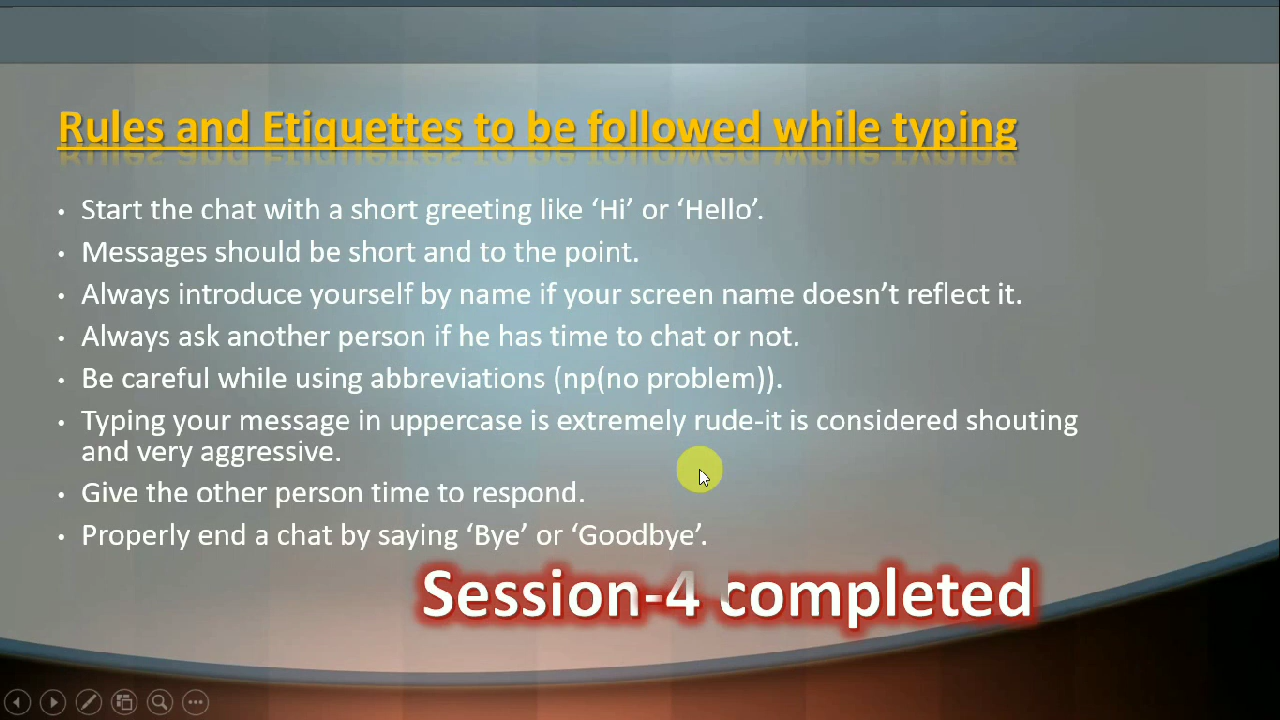 Rules and Etiquettes to be followed while typing
• Start the chat with a short greeting like ‘Hi’ or ‘Hello’.
• Messages should be short and to the point.
• Always introduce yourself by name if your screen name doesn’t reflect it.
• Always ask another person if he has time to chat or not.
• Be careful while using abbreviations (np(no problem)).
• Typing your message in uppercase is extremely rude-it is considered shouting
and very aggressive.
• Give the other person time to respond.
• Properly end a chat by saying ‘Bye’ or ‘Goodbye’.
Session-4 completed